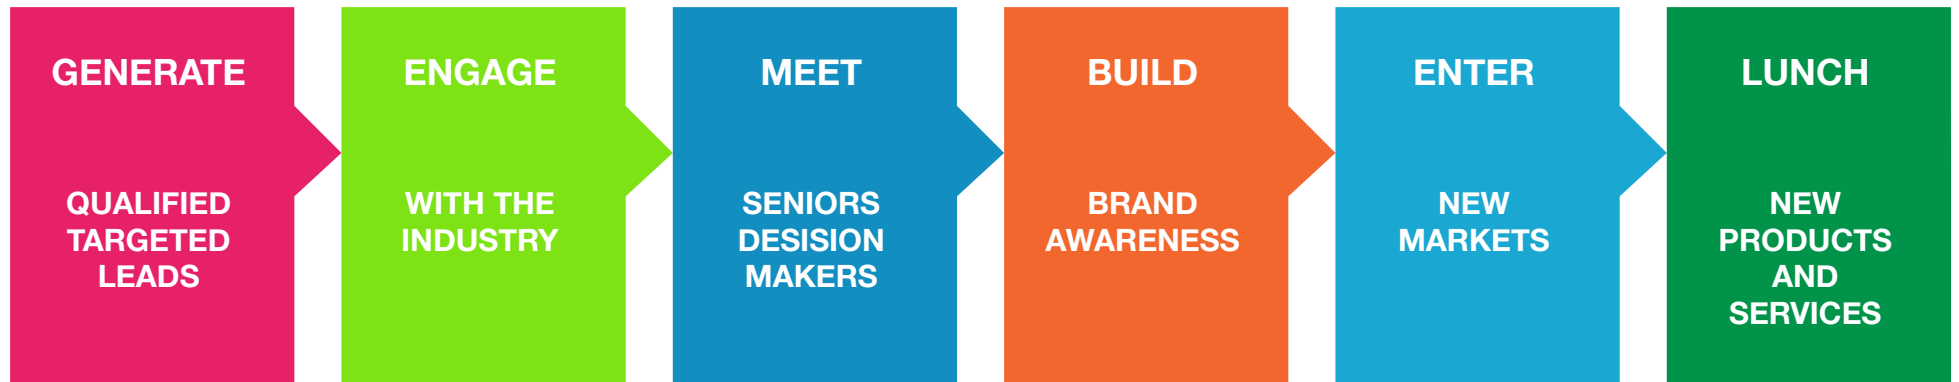 GENERATE
QUALIFIED
TARGETED
LEADS
ENGAGE
WITH THE
INDUSTRY
MEET
SENIORS
DESISION
MAKERS
BUILD
BRAND
AWARENESS
ENTER
NEW
MARKETS
LUNCH
NEW
PRODUCTS
AND
SERVICES